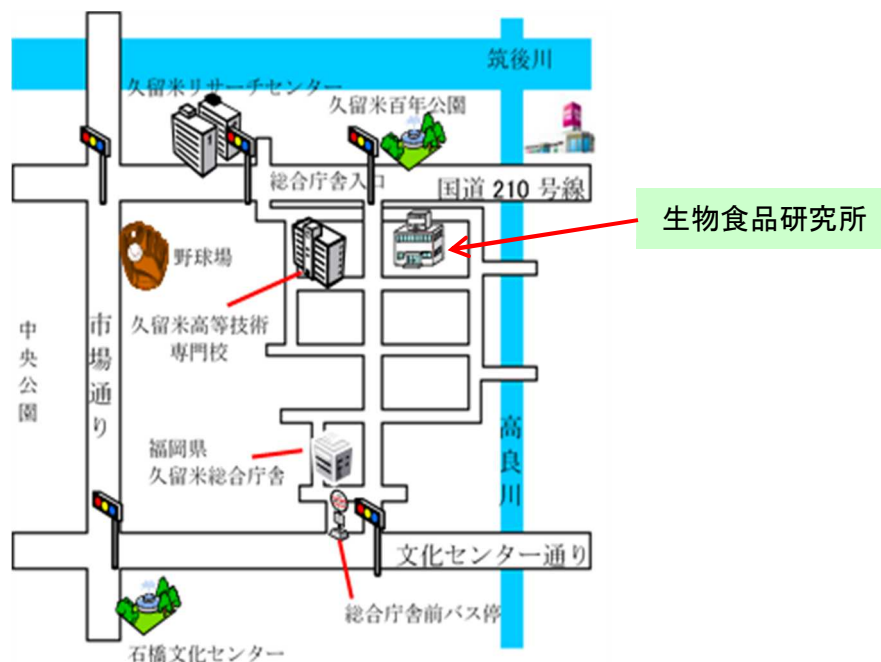 筑後川
久留米リサーチセンター
久留米百年公園
総合庁舎入口
国道 210 号線
生物食品研究所
野球場
久留米高等技術
専門校
中央公園
市場通り
福岡県
久留米総合庁舎
高良川
文化センター通り
総合庁舎前バス停
石橋文化センター